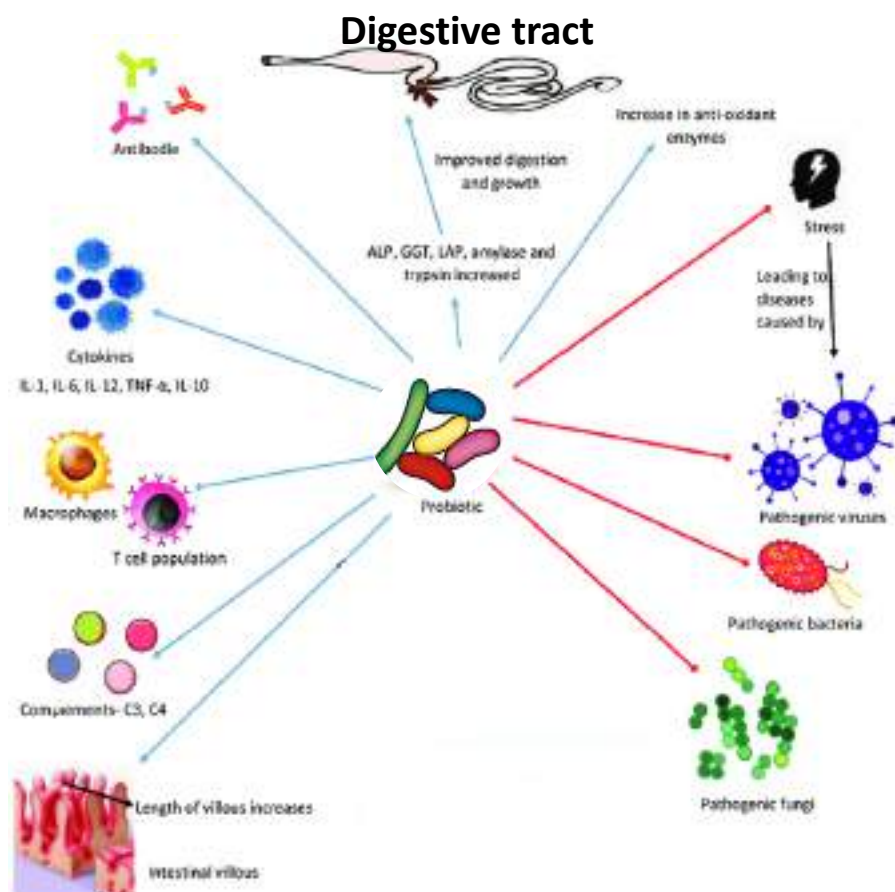 Digestive tract
Antibodie
Increase in anti-oxidant
enzymes
Improved digestion
and growth
Stress
ALP, GGT, LAP, amylase and
trypsin increased
Leading to
diseases
caused by
Cytokines
IL-1, IL-6, IL-12, TNF-α, IL-10
Macrophages
T cell population
Probiotic
Pathogenic viruses
Pathogenic bacteria
Compements- C3, C4
Pathogenic fungi
Length of villous increases
Intestinal villous